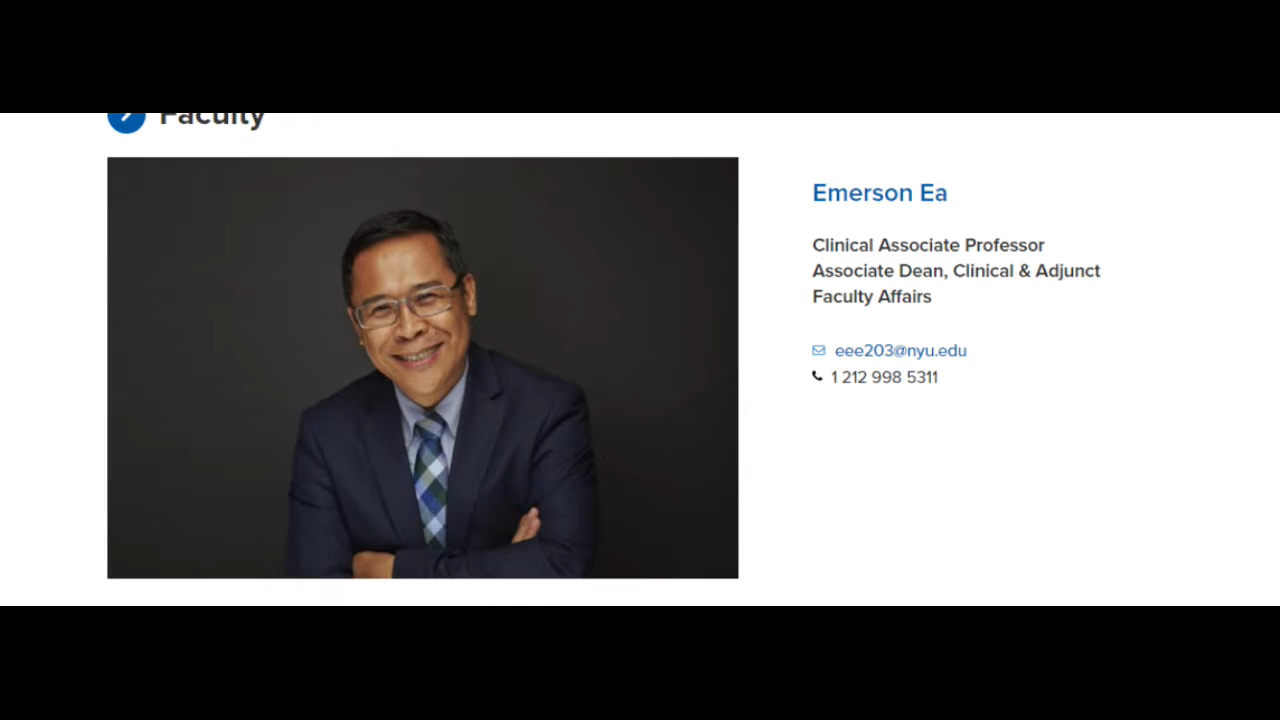 Faculty
Emerson Ea
Clinical Associate Professor
Associate Dean, Clinical & Adjunct
Faculty Affairs
eee203@nyu.edu
1 212 998 5311